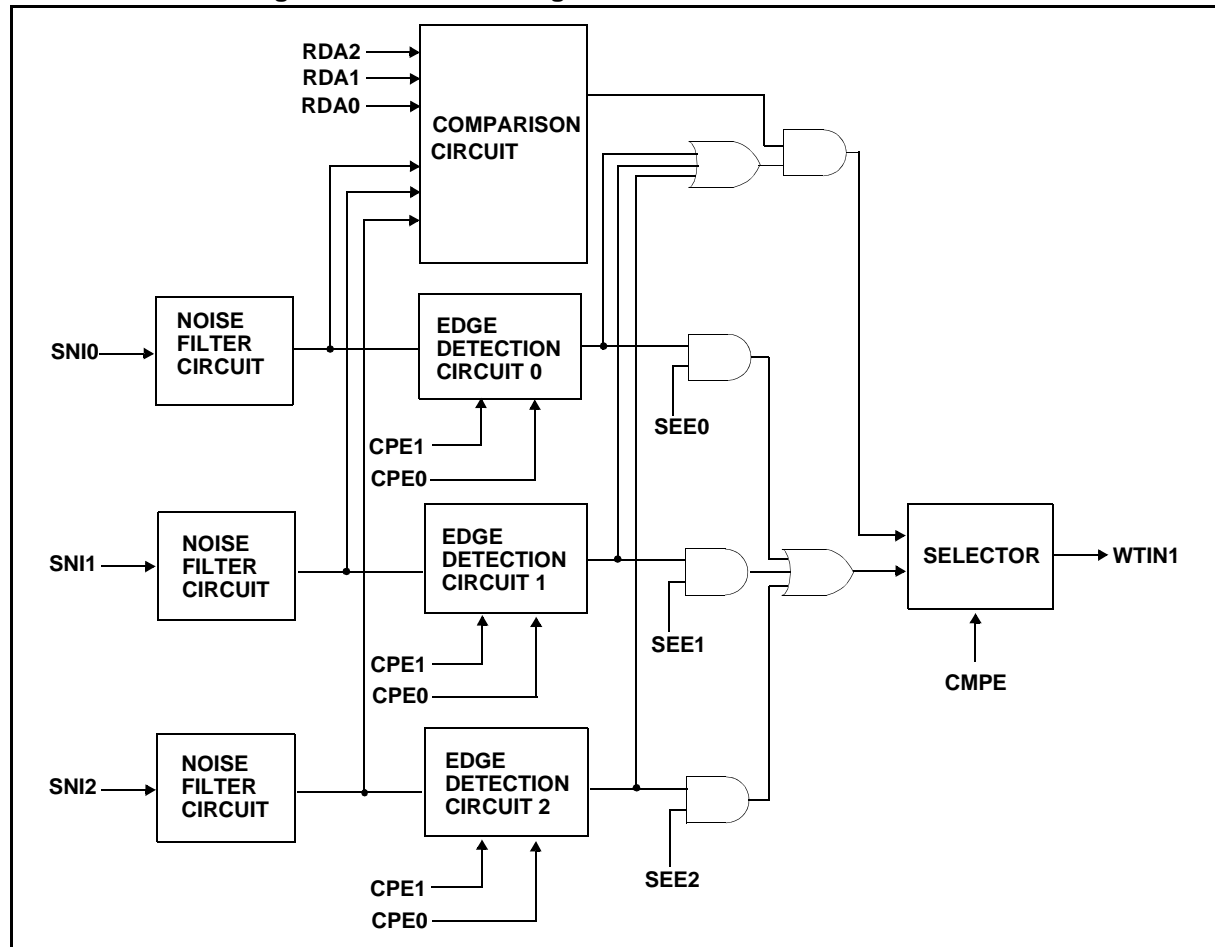 RDA2
RDA1
RDA0
COMPARISON
CIRCUIT
SNI0
NOISE
FILTER
CIRCUIT
EDGE
DETECTION
CIRCUIT 0
CPE1
CPE0
SEE0
SNI1
NOISE
FILTER
CIRCUIT
EDGE
DETECTION
CIRCUIT 1
CPE1
CPE0
SEE1
SELECTOR
WTIN1
CMPE
SNI2
NOISE
FILTER
CIRCUIT
EDGE
DETECTION
CIRCUIT 2
CPE1
CPE0
SEE2